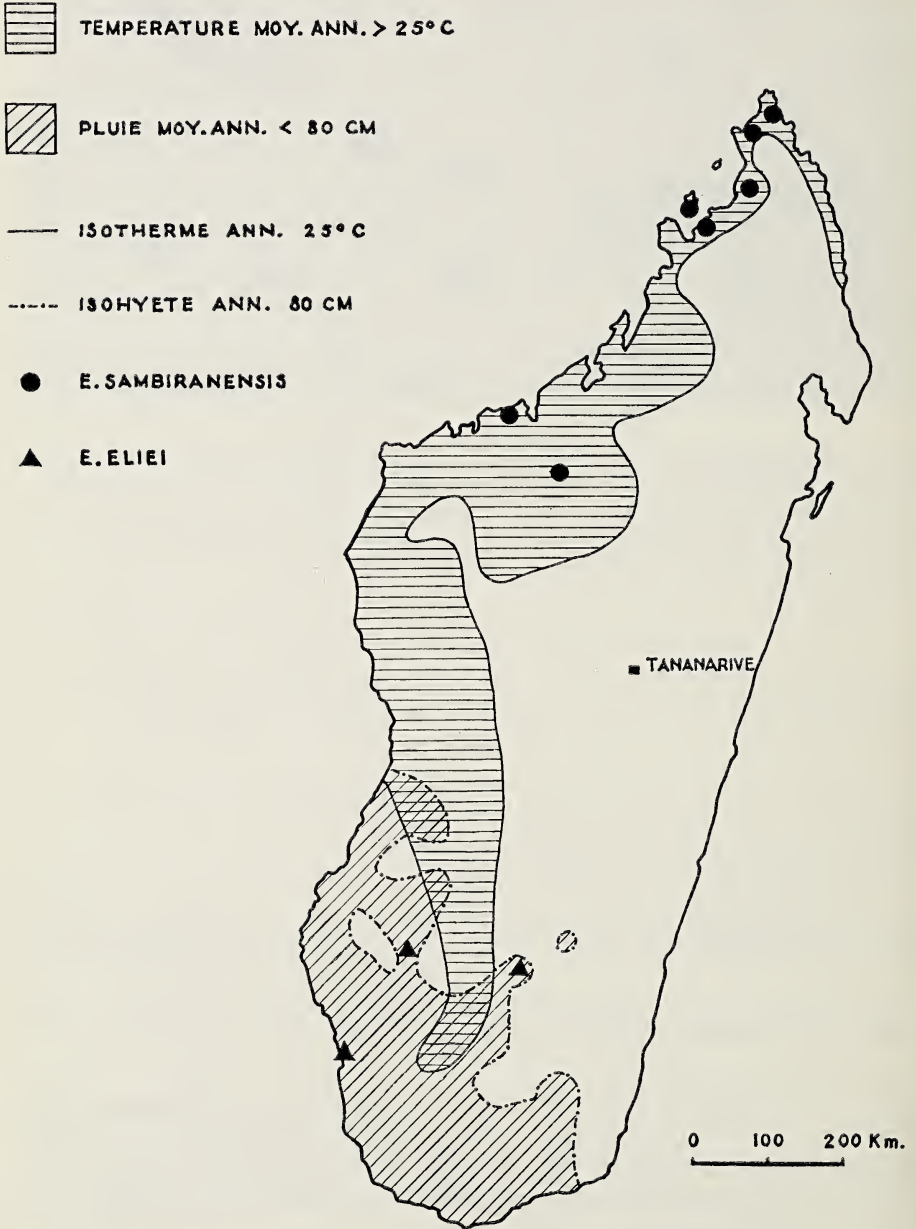 TEMPERATURE MOY. ANN. > 25°C
PLUIE MOY. ANN. < 80 CM
ISOTHERME ANN. 25°C
ISOHYETE ANN. 80 CM
E. SAMBIRANENSIS
E. ELIEI
TANANARIVE
0 100 200 Km.